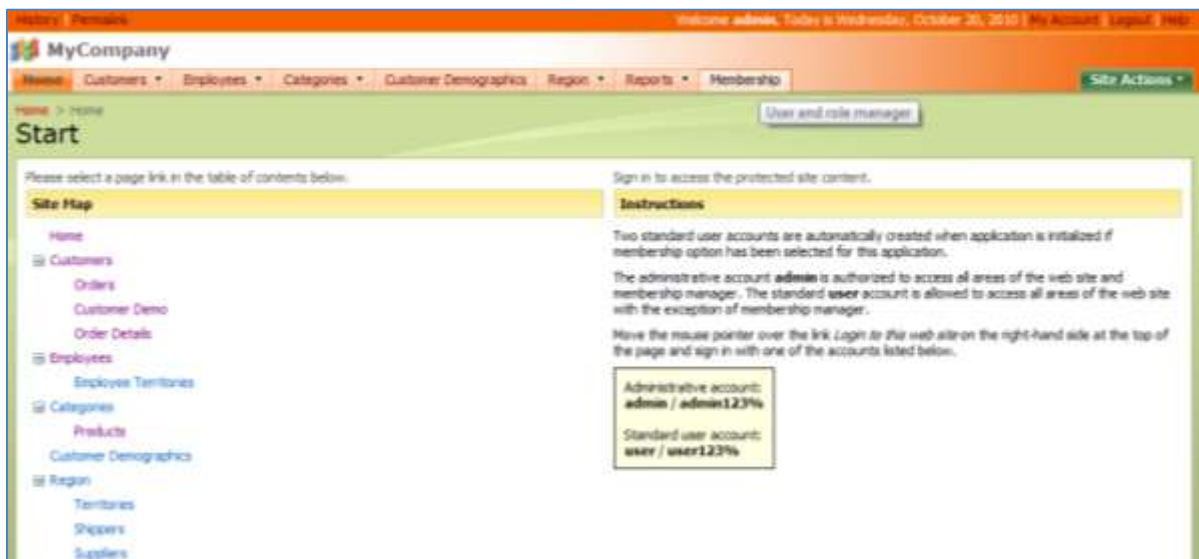 History | Permalink
Welcome admin, Today is Wednesday, October 20, 2010 | My Account | Logout | Help
MyCompany
Home Customers Employees Categories Customer Demographics Region Reports Membership Site Actions
Home > Home
User and role manager
Start
Please select a page link in the table of contents below.
Site Map
Home
Customers
Orders
Customer Demo
Order Details
Employees
Employee Territories
Categories
Products
Customer Demographics
Region
Territories
Shippers
Suppliers
Sign in to access the protected site content.
Instructions
Two standard user accounts are automatically created when application is initialized if
membership option has been selected for this application.
The administrative account admin is authorized to access all areas of the web site and
membership manager. The standard user account is allowed to access all areas of the web site
with the exception of membership manager.
Move the mouse pointer over the link Login to this web site on the right-hand side at the top of
the page and sign in with one of the accounts listed below.
Administrative account:
admin / admin123%
Standard user account:
user / user123%